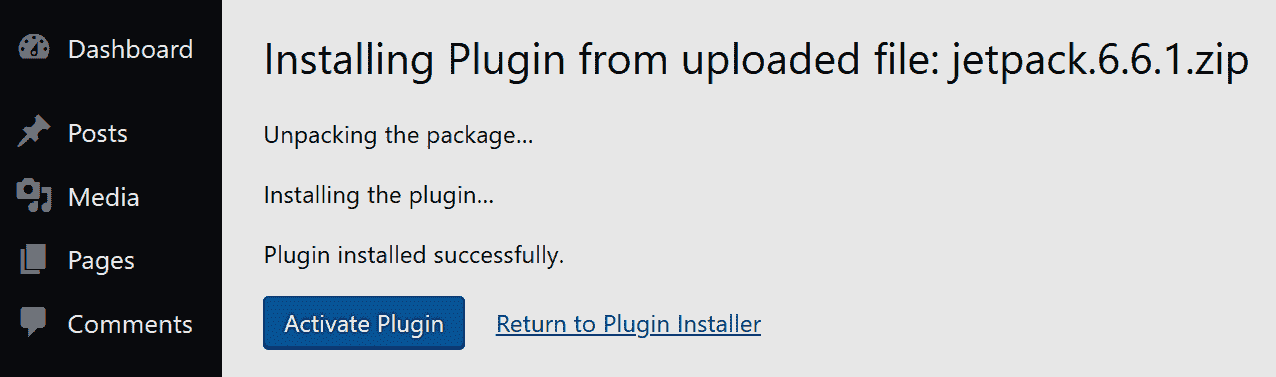 Dashboard
Posts
Media
Pages
Comments
Installing Plugin from uploaded file: jetpack.6.6.1.zip
Unpacking the package...
Installing the plugin...
Plugin installed successfully.
Activate Plugin Return to Plugin Installer